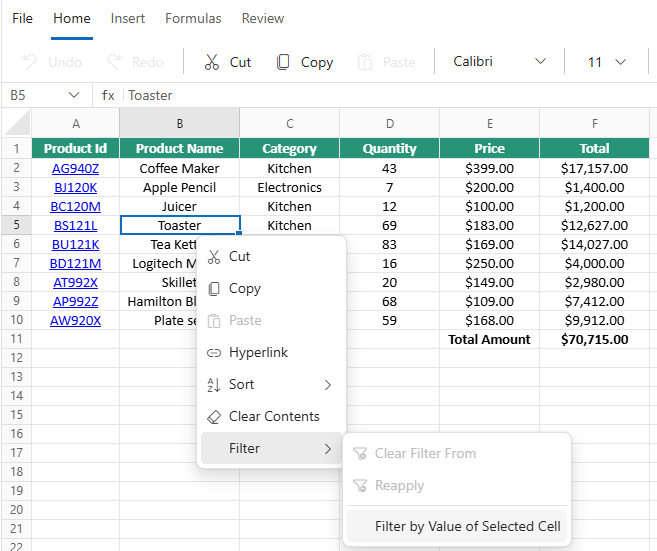 File Home Insert Formulas Review
Undo Redo Cut Copy Paste Calibri 11
B5 fx Toaster
A B C D E F
1 Product Id Product Name Category Quantity Price Total
2 AG940Z Coffee Maker Kitchen 43 $399.00 $17,157.00
3 BJ120K Apple Pencil Electronics 7 $200.00 $1,400.00
4 BC120M Juicer Kitchen 12 $100.00 $1,200.00
5 BS121L Toaster Kitchen 69 $183.00 $12,627.00
6 BU121K Tea Kett 83 $169.00 $14,027.00
7 BD121M Logitech M 16 $250.00 $4,000.00
8 AT992X Skillet 20 $149.00 $2,980.00
9 AP992Z Hamilton Bl 68 $109.00 $7,412.00
10 AW920X Plate se 59 $168.00 $9,912.00
11 Total Amount $70,715.00
12
13
14
15
16
17
18
19
20
21
22
Cut
Copy
Paste
Hyperlink
Sort
Clear Contents
Filter
Clear Filter From
Reapply
Filter by Value of Selected Cell